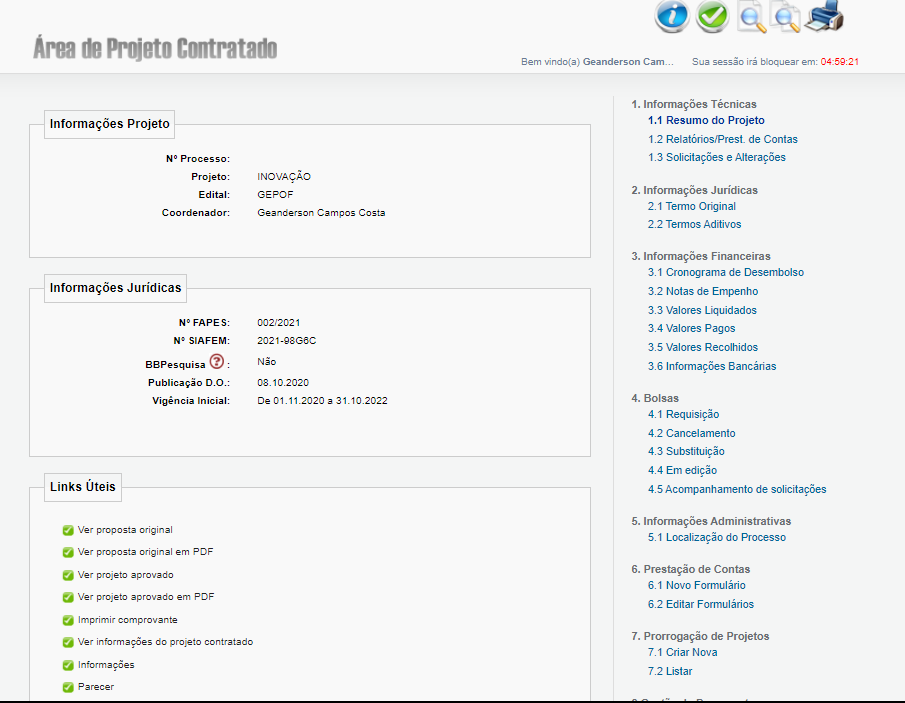 Área de Projeto Contratado
Bem vindo(a) Geanderson Cam... Sua sessão irá bloquear em: 04:59:21
Informações Projeto
Nº Processo:
Projeto: INOVAÇÃO
Edital: GEPOF
Coordenador: Geanderson Campos Costa
Informações Jurídicas
Nº FAPES: 002/2021
Nº SIAFEM: 2021-98G6C
BBPesquisa ? : Não
Publicação D.O.: 08.10.2020
Vigência Inicial: De 01.11.2020 a 31.10.2022
Links Úteis
Ver proposta original
Ver proposta original em PDF
Ver projeto aprovado
Ver projeto aprovado em PDF
Imprimir comprovante
Ver informações do projeto contratado
Informações
Parecer
1. Informações Técnicas
1.1 Resumo do Projeto
1.2 Relatórios/Prest. de Contas
1.3 Solicitações e Alterações
2. Informações Jurídicas
2.1 Termo Original
2.2 Termos Aditivos
3. Informações Financeiras
3.1 Cronograma de Desembolso
3.2 Notas de Empenho
3.3 Valores Liquidados
3.4 Valores Pagos
3.5 Valores Recolhidos
3.6 Informações Bancárias
4. Bolsas
4.1 Requisição
4.2 Cancelamento
4.3 Substituição
4.4 Em edição
4.5 Acompanhamento de solicitações
5. Informações Administrativas
5.1 Localização do Processo
6. Prestação de Contas
6.1 Novo Formulário
6.2 Editar Formulários
7. Prorrogação de Projetos
7.1 Criar Nova
7.2 Listar